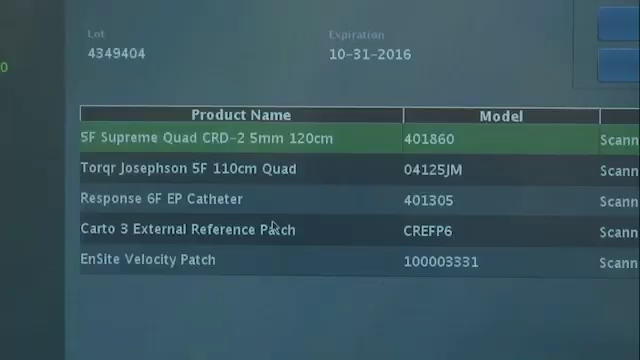 Lot
Expiration
4349404
10-31-2016
0
Product Name
Model
5F Supreme Quad CRD-2 5mm 120cm
401860
Scann
Torqr Josephson 5F 110cm Quad
04125JM
Scann
Response 6F EP Catheter
401305
Scann
Carto 3 External Reference Patch
CREFP6
Scann
EnSite Velocity Patch
100003331
Scann